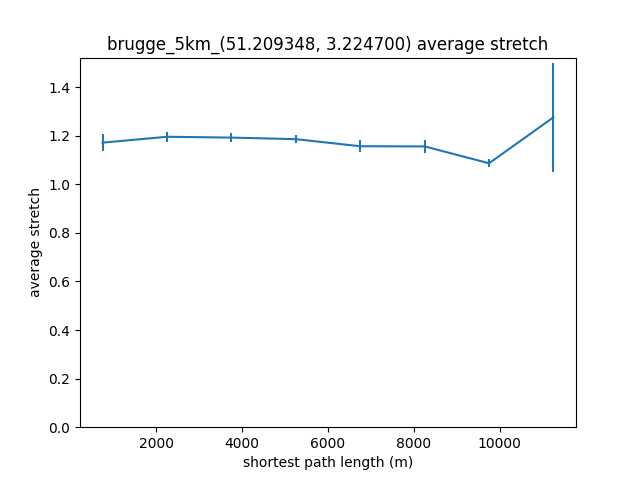 brugge_5km_(51.209348, 3.224700) average stretch
1.4
1.2
1.0
0.8
0.6
0.4
0.2
0.0
average stretch
2000 4000 6000 8000 10000
shortest path length (m)